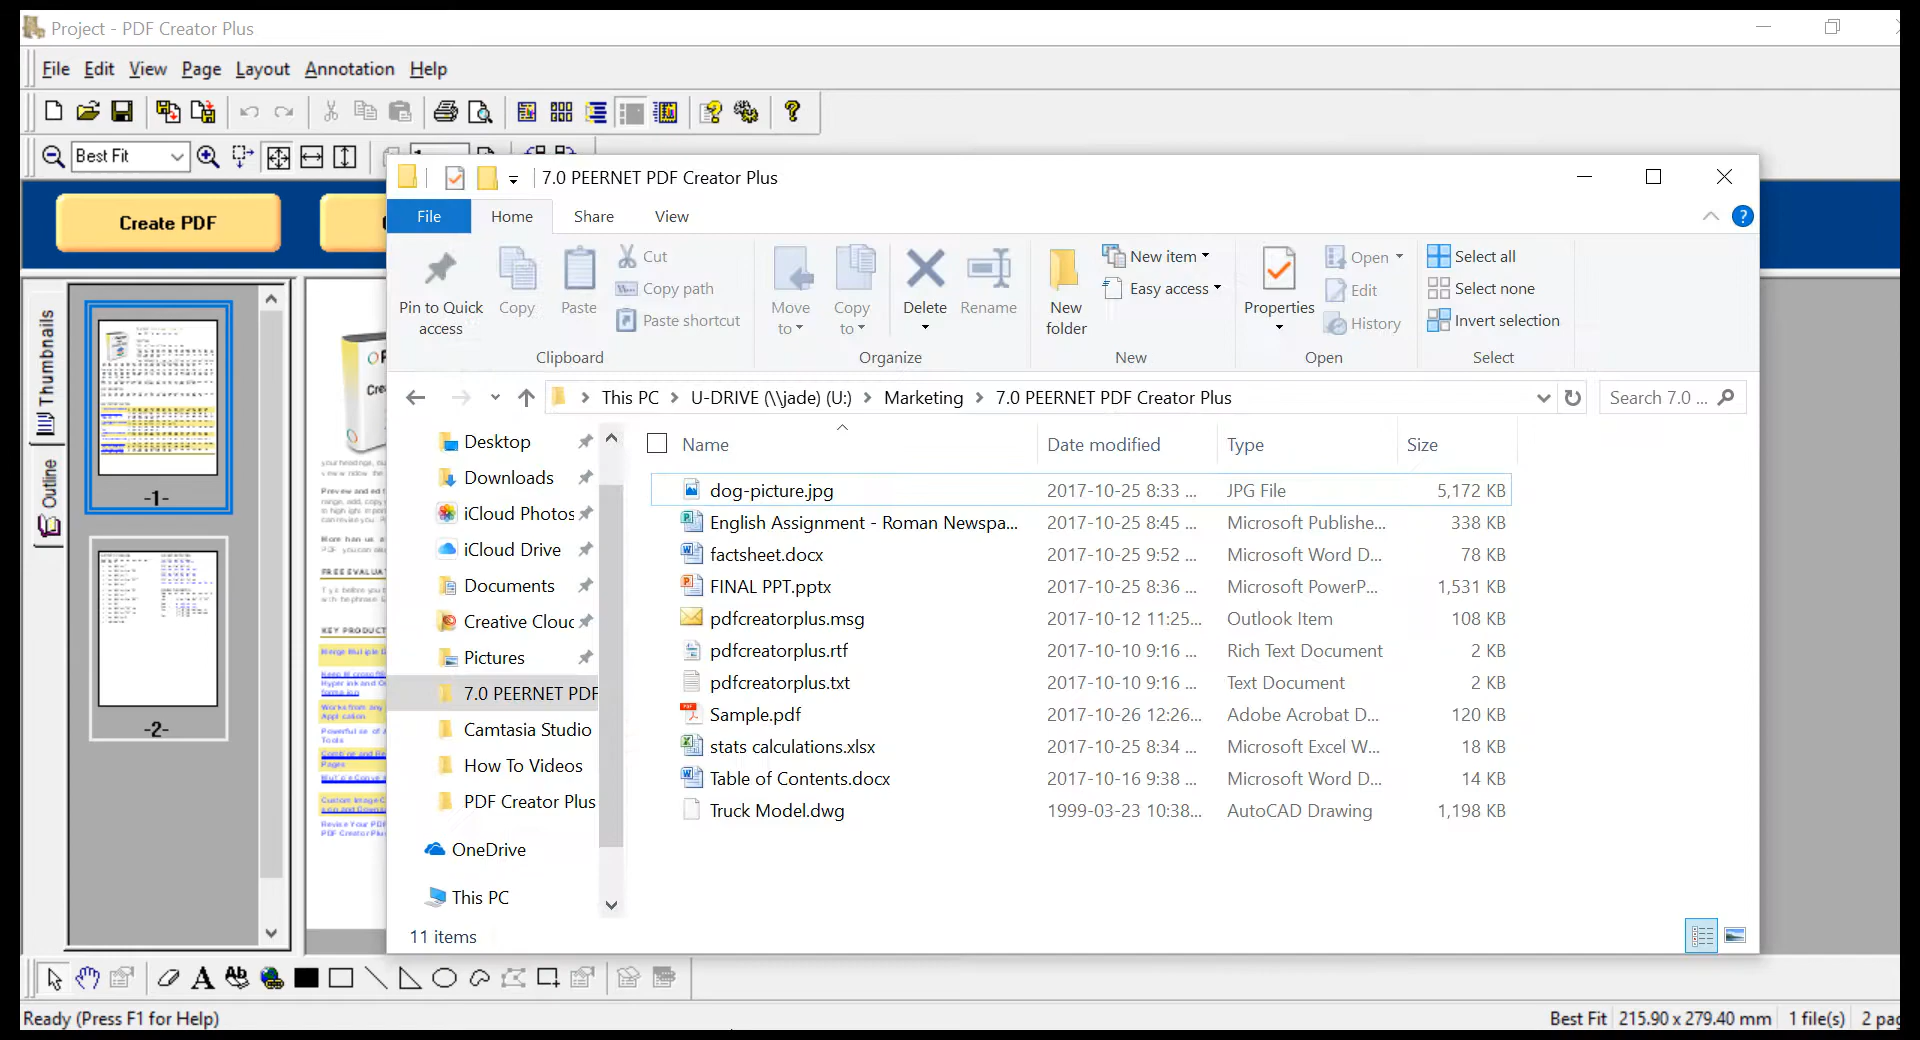 Project - PDF Creator Plus
File Edit View Page Layout Annotation Help
Best Fit
Create PDF
Thumbnails
Outline
-1-
-2-
7.0 PEERNET PDF Creator Plus
File Home Share View
Pin to Quick access
Copy
Paste
Cut
Copy path
Paste shortcut
Clipboard
Move to
Copy to
Delete
Rename
Organize
New folder
New item
Easy access
New
Properties
Open
Edit
History
Open
Select all
Select none
Invert selection
Select
This PC > U-DRIVE (\\jade) (U:) > Marketing > 7.0 PEERNET PDF Creator Plus
Search 7.0 ...
Desktop
Downloads
iCloud Photos
iCloud Drive
Documents
Creative Clouc
Pictures
7.0 PEERNET PDF
Camtasia Studio
How To Videos
PDF Creator Plus
OneDrive
This PC
Name Date modified Type Size
dog-picture.jpg 2017-10-25 8:33 ... JPG File 5,172 KB
English Assignment - Roman Newspa... 2017-10-25 8:45 ... Microsoft Publishe... 338 KB
factsheet.docx 2017-10-25 9:52 ... Microsoft Word D... 78 KB
FINAL PPT.pptx 2017-10-25 8:36 ... Microsoft PowerP... 1,531 KB
pdfcreatorplus.msg 2017-10-12 11:25... Outlook Item 108 KB
pdfcreatorplus.rtf 2017-10-10 9:16 ... Rich Text Document 2 KB
pdfcreatorplus.txt 2017-10-10 9:16 ... Text Document 2 KB
Sample.pdf 2017-10-26 12:26... Adobe Acrobat D... 120 KB
stats calculations.xlsx 2017-10-25 8:34 ... Microsoft Excel W... 18 KB
Table of Contents.docx 2017-10-16 9:38 ... Microsoft Word D... 14 KB
Truck Model.dwg 1999-03-23 10:38... AutoCAD Drawing 1,198 KB
11 items
Ready (Press F1 for Help)
Best Fit 215.90 x 279.40 mm 1 file(s) 2 pag